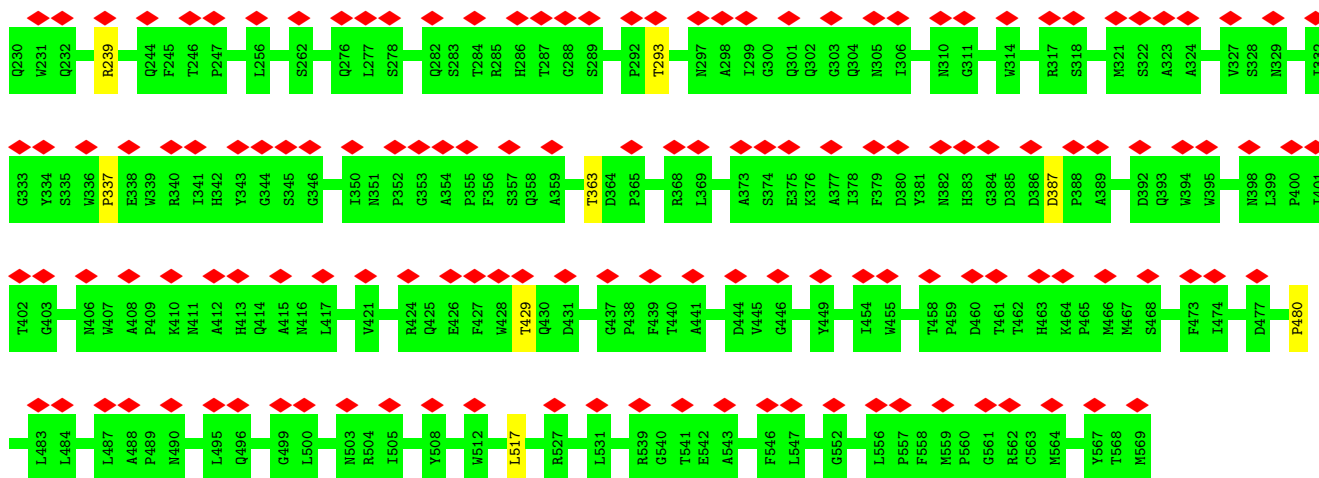 Q230 W231 Q232 R239 Q244 F245 T246 P247 L256 S262 Q276 L277 S278 Q282 S283 T284 R285 H286 T287 G288 S289 P292 T293 N297 A298 I299 G300 Q301 Q302 G303 Q304 N305 I306 N310 G311 W314 R317 S318 M321 S322 A323 A324 V327 S328 N329 I332
G333 Y334 S335 W336 P337 E338 W339 R340 I341 H342 Y343 G344 S345 G346 I350 N351 P352 G353 A354 P355 F356 S357 Q358 A359 T363 D364 P365 R368 L369 A373 S374 E375 K376 A377 I378 F379 D380 Y381 N382 H383 G384 D385 D386 D387 P388 A389 D392 Q393 W394 W395 N398 L399 P400 I401
T402 G403 N406 W407 A408 P409 K410 N411 A412 H413 Q414 A415 N416 L417 V421 R424 Q425 E426 F427 W428 T429 Q430 D431 G437 P438 F439 T440 A441 D444 V445 G446 Y449 I454 W455 T458 P459 D460 T461 T462 H463 K464 P465 M466 M467 S468 F473 I474 D477 P480
L483 L484 L487 A488 P489 N490 L495 Q496 G499 L500 N503 R504 I505 Y508 W512 L517 R527 L531 R539 G540 T541 E542 A543 F546 L547 G552 L556 P557 F558 M559 P560 G561 R562 C563 M564 Y567 T568 M569